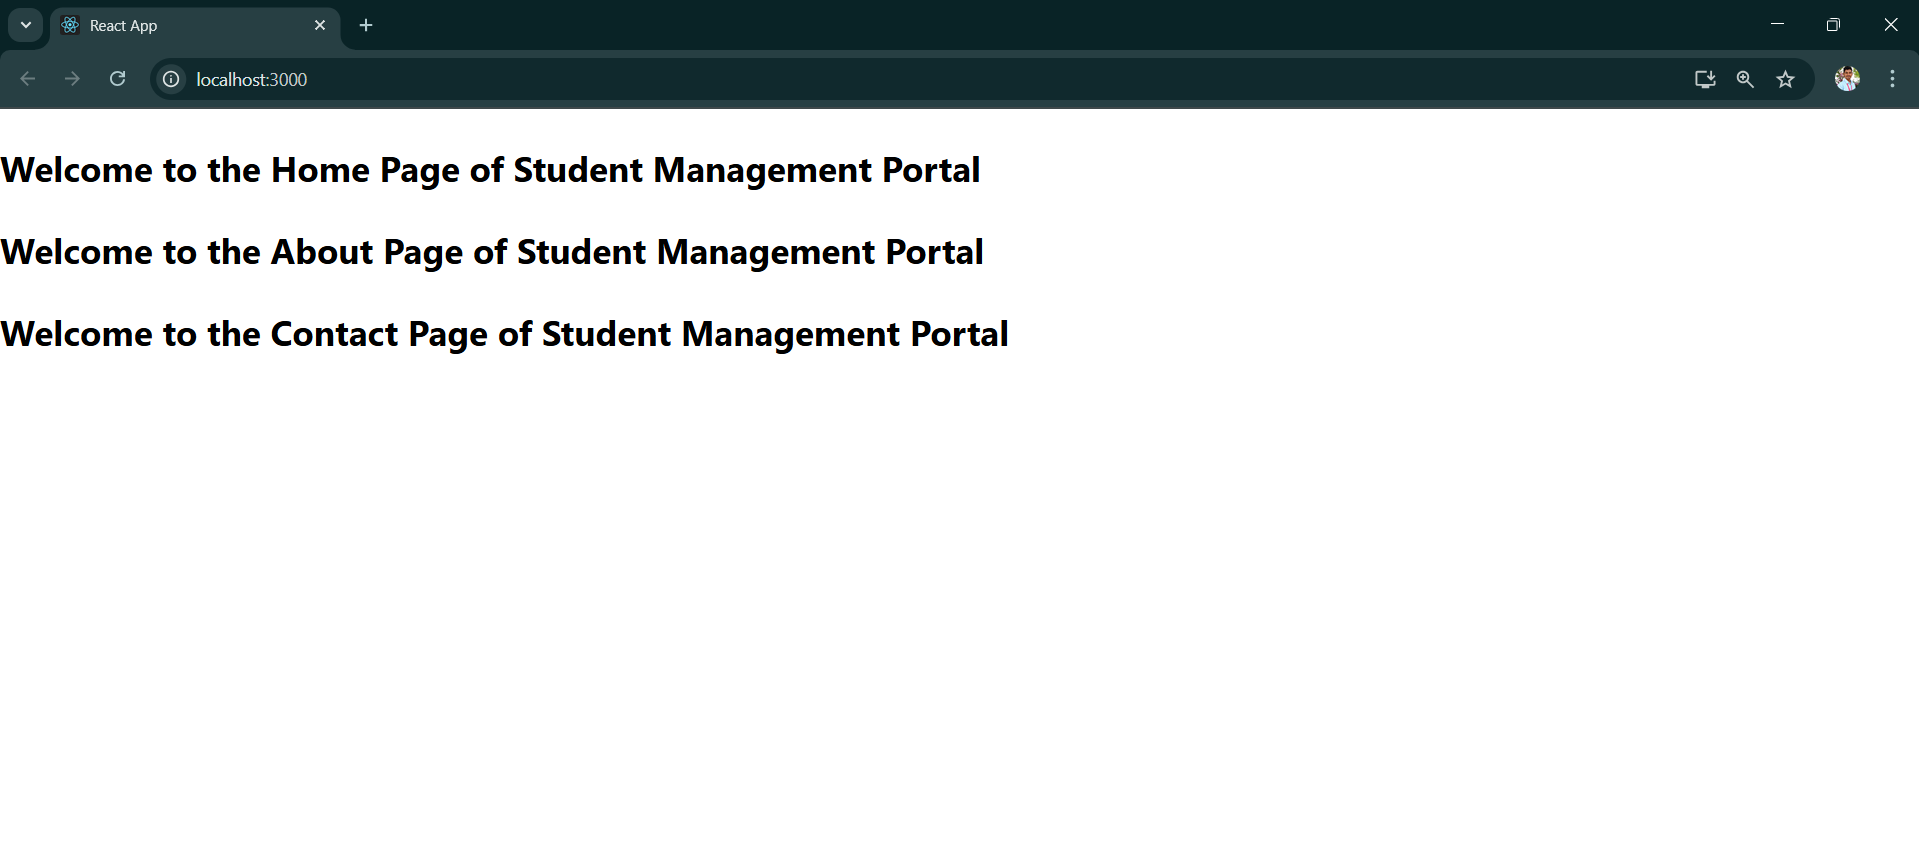 React App
localhost:3000
Welcome to the Home Page of Student Management Portal
Welcome to the About Page of Student Management Portal
Welcome to the Contact Page of Student Management Portal